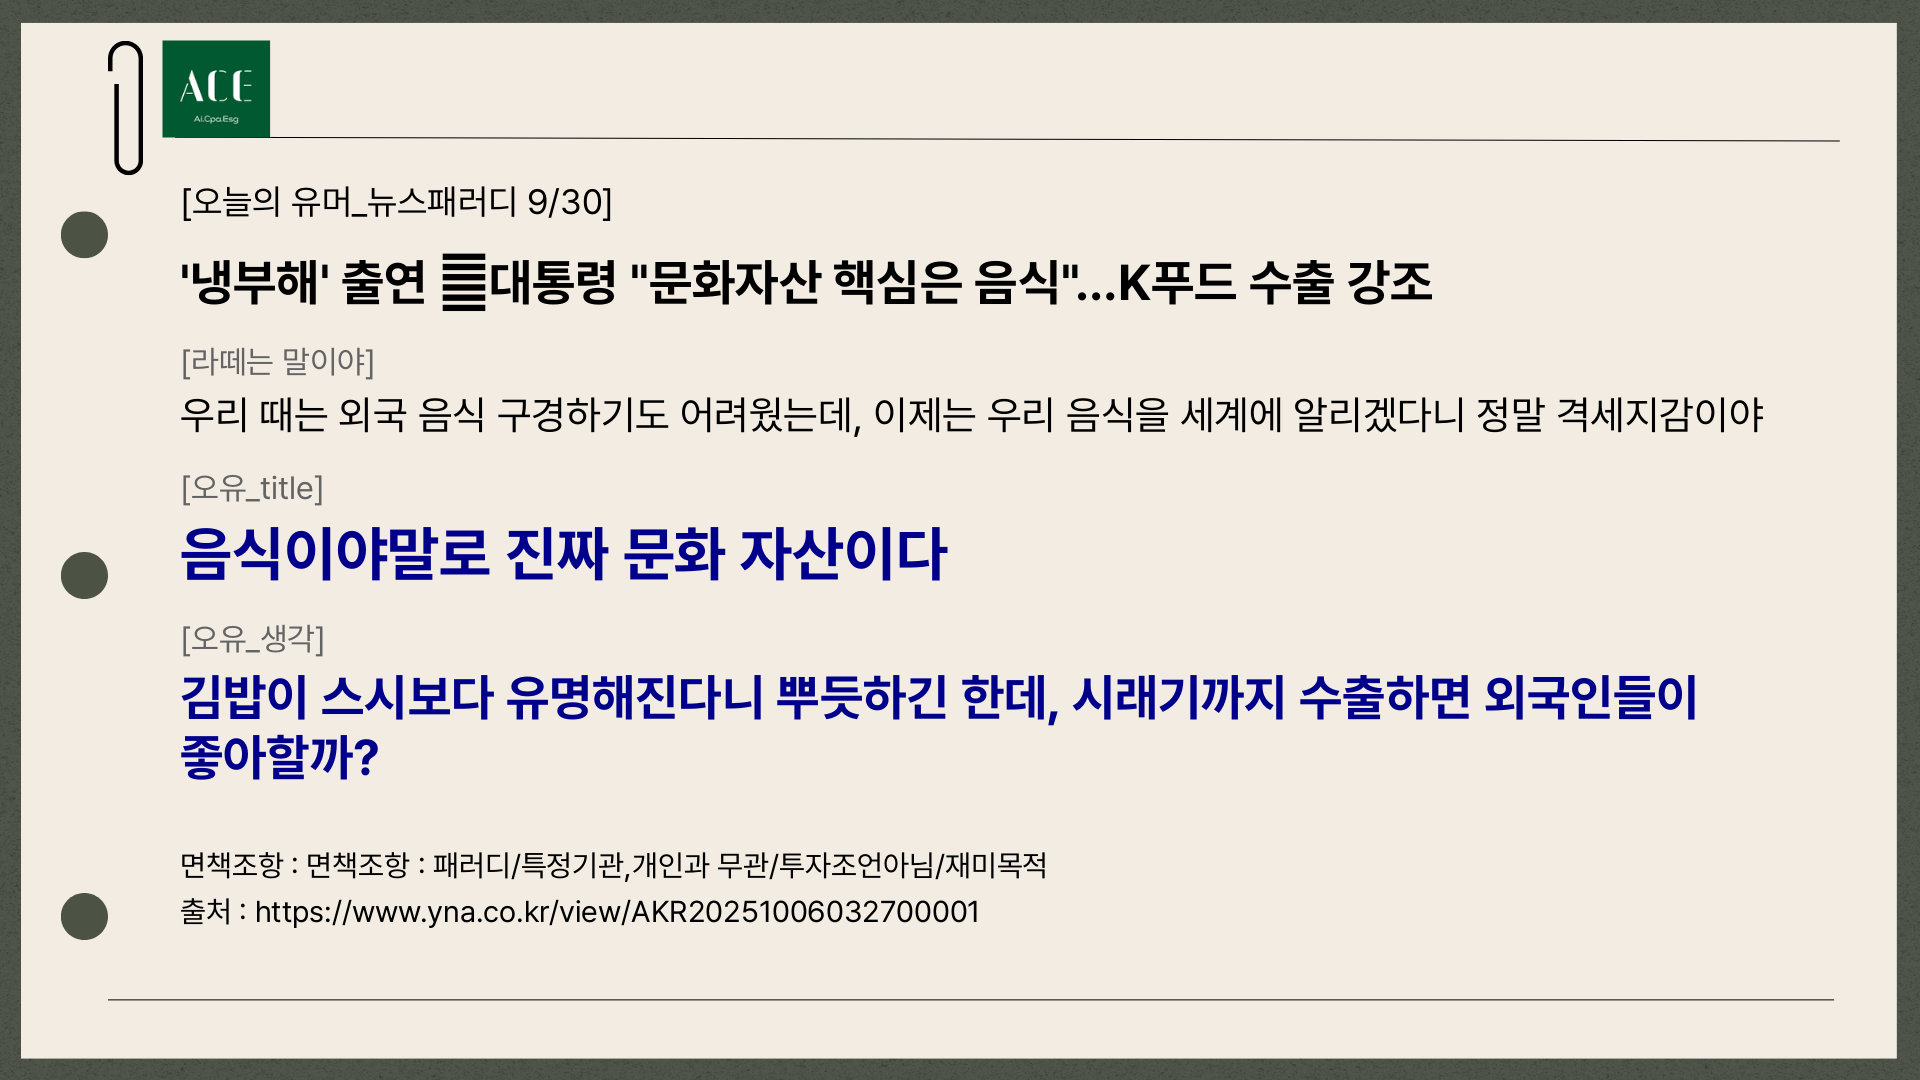 ACE
Ai.Cpa.Esg
[오늘의 유머_뉴스패러디 9/30]
'냉부해' 출연 대통령 "문화자산 핵심은 음식"...K푸드 수출 강조
[라떼는 말이야]
우리 때는 외국 음식 구경하기도 어려웠는데, 이제는 우리 음식을 세계에 알리겠다니 정말 격세지감이야
[오유_title]
음식이야말로 진짜 문화 자산이다
[오유_생각]
김밥이 스시보다 유명해진다니 뿌듯하긴 한데, 시래기까지 수출하면 외국인들이
좋아할까?
면책조항 : 면책조항 : 패러디/특정기관,개인과 무관/투자조언아님/재미목적
출처 : https://www.yna.co.kr/view/AKR20251006032700001